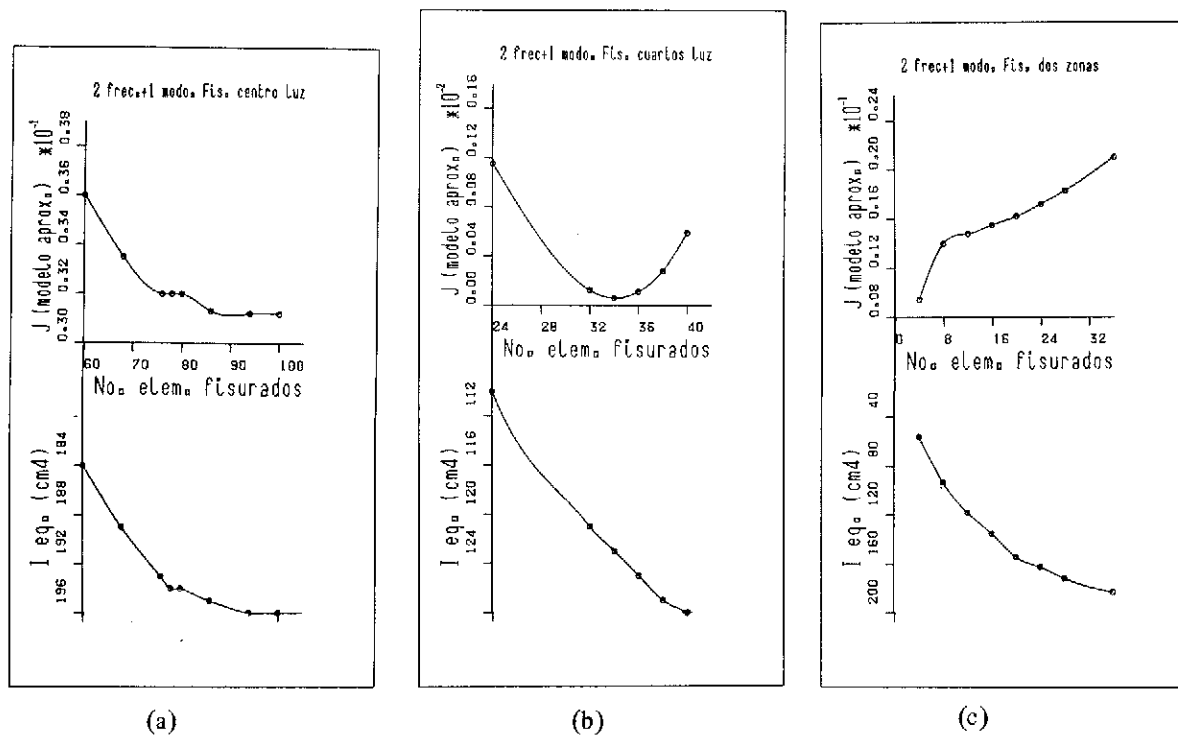 2 frec.+1 modo. Fis. centro luz
J (modelo aprox.) *10⁻¹
0.30 0.32 0.34 0.36 0.38
60 70 80 90 100
No. elem. fisurados
I eq. (cm4)
196 192 188 184
(a)
2 frec+1 modo. Fis. cuartos luz
J (modelo aprox.) *10⁻²
0.00 0.04 0.08 0.12 0.16
24 28 32 36 40
No. elem. fisurados
I eq. (cm4)
124 120 116 112
(b)
2 frec+1 modo. Fis. dos zonas
J (modelo aprox.) *10⁻¹
0.08 0.12 0.16 0.20 0.24
0 8 16 24 32
No. elem. fisurados
I eq. (cm4)
200 160 120 80 40
(c)